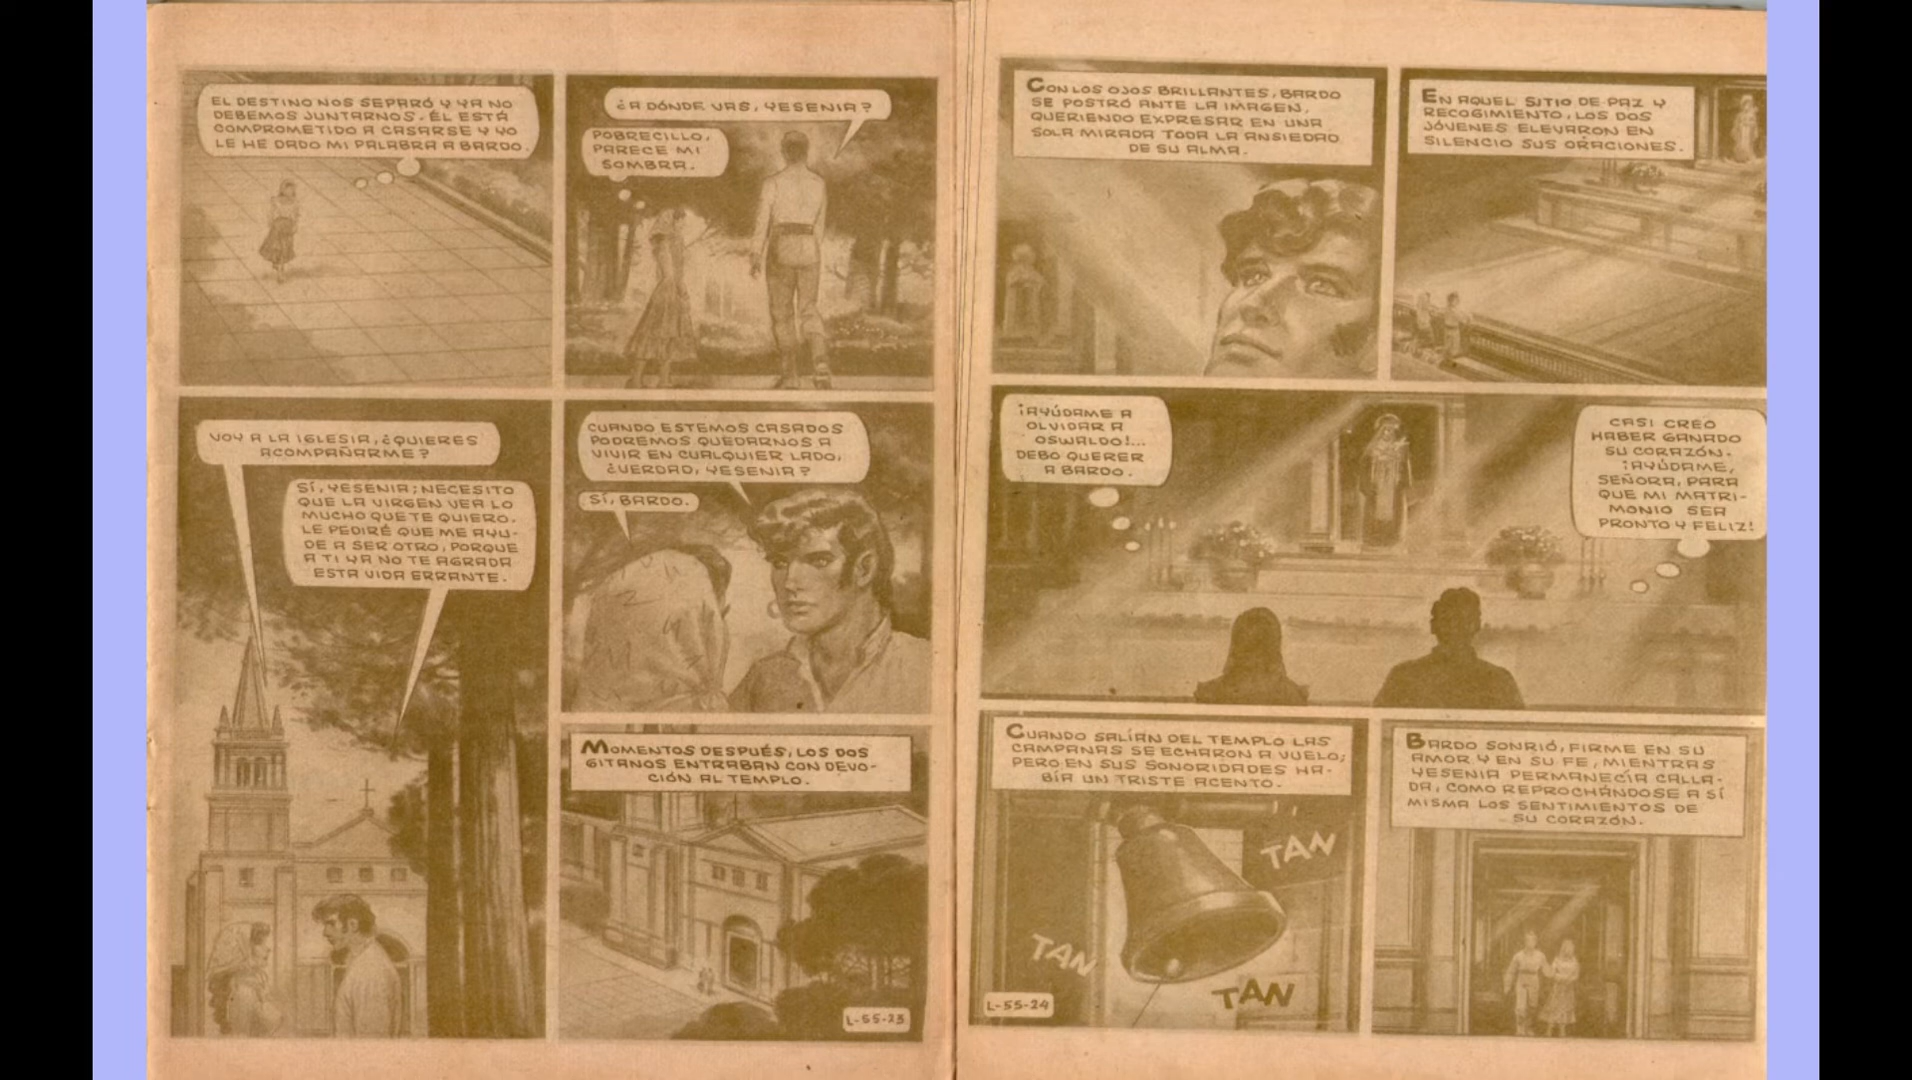 EL DESTINO NOS SEPARÓ Y YA NO
DEBEMOS JUNTARNOS. ÉL ESTÁ
COMPROMETIDO A CASARSE Y YO
LE HE DADO MI PALABRA A BARDO.
¿A DÓNDE VAS, YESENIA?
POBRECILLO,
PARECE MI
SOMBRA.
VOY A LA IGLESIA, ¿QUIERES
ACOMPAÑARME?
SÍ, YESENIA; NECESITO
QUE LA VIRGEN VEA LO
MUCHO QUE TE QUIERO.
LE PEDIRÉ QUE ME AYU-
DE A SER OTRO, PORQUE
A TI YA NO TE AGRADA
ESTA VIDA ERRANTE.
CUANDO ESTEMOS CASADOS
PODREMOS QUEDARNOS A
VIVIR EN CUALQUIER LADO,
¿VERDAD, YESENIA?
SÍ, BARDO.
MOMENTOS DESPUÉS, LOS DOS
GITANOS ENTRABAN CON DEVO-
CIÓN AL TEMPLO.
L-55-23
CON LOS OJOS BRILLANTES, BARDO
SE POSTRÓ ANTE LA IMAGEN,
QUERIENDO EXPRESAR EN UNA
SOLA MIRADA TODA LA ANSIEDAD
DE SU ALMA.
EN AQUEL SITIO DE PAZ Y
RECOGIMIENTO, LOS DOS
JÓVENES ELEVARON EN
SILENCIO SUS ORACIONES.
¡AYÚDAME A
OLVIDAR A
OSWALDO!...
DEBO QUERER
A BARDO.
CASI CREO
HABER GANADO
SU CORAZÓN.
¡AYÚDAME,
SEÑORA, PARA
QUE MI MATRI-
MONIO SEA
PRONTO Y FELIZ!
CUANDO SALÍAN DEL TEMPLO LAS
CAMPANAS SE ECHARON A VUELO;
PERO EN SUS SONORIDADES HA-
BÍA UN TRISTE ACENTO.
TAN
TAN
TAN
L-55-24
BARDO SONRIÓ, FIRME EN SU
AMOR Y EN SU FE, MIENTRAS
YESENIA PERMANECÍA CALLA-
DA, COMO REPROCHÁNDOSE A SÍ
MISMA LOS SENTIMIENTOS DE
SU CORAZÓN.